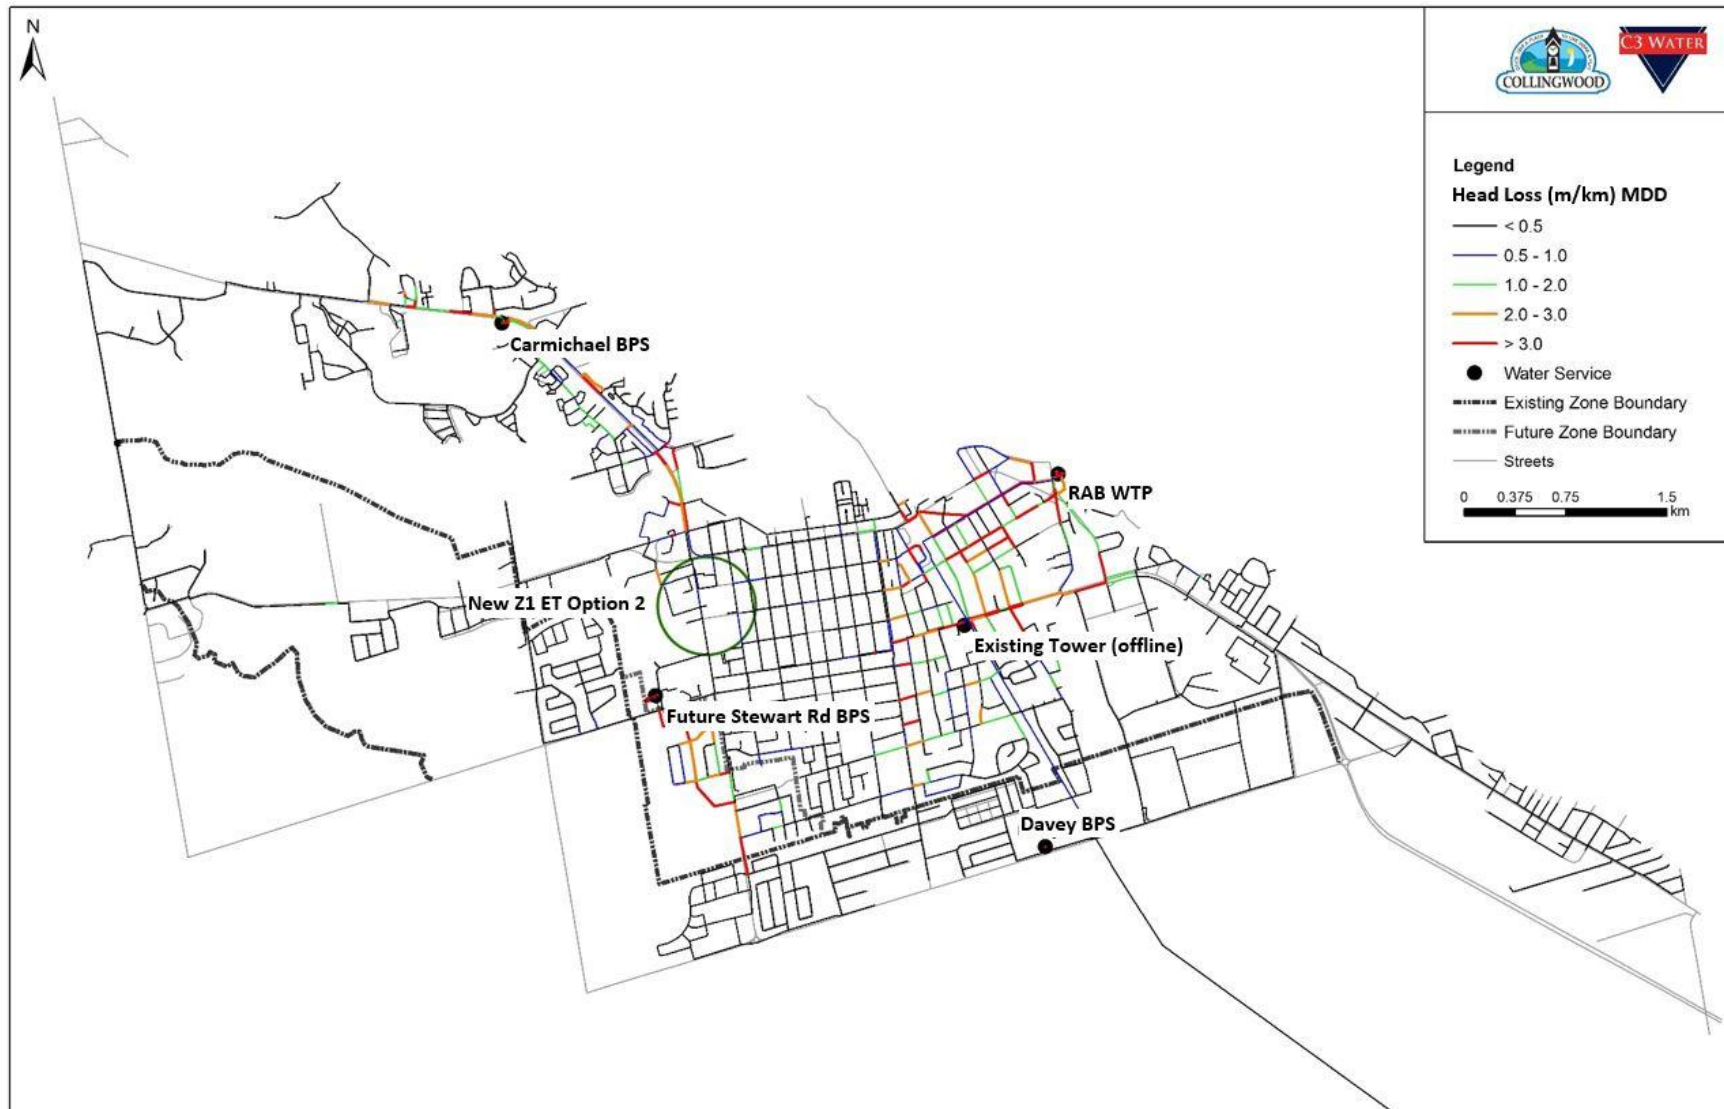 N
COLLINGWOOD
C3 WATER
Legend
Head Loss (m/km) MDD
< 0.5
0.5 - 1.0
1.0 - 2.0
2.0 - 3.0
> 3.0
Water Service
Existing Zone Boundary
Future Zone Boundary
Streets
0 0.375 0.75 1.5
km
Carmichael BPS
RAB WTP
New Z1 ET Option 2
Existing Tower (offline)
Future Stewart Rd BPS
Davey BPS